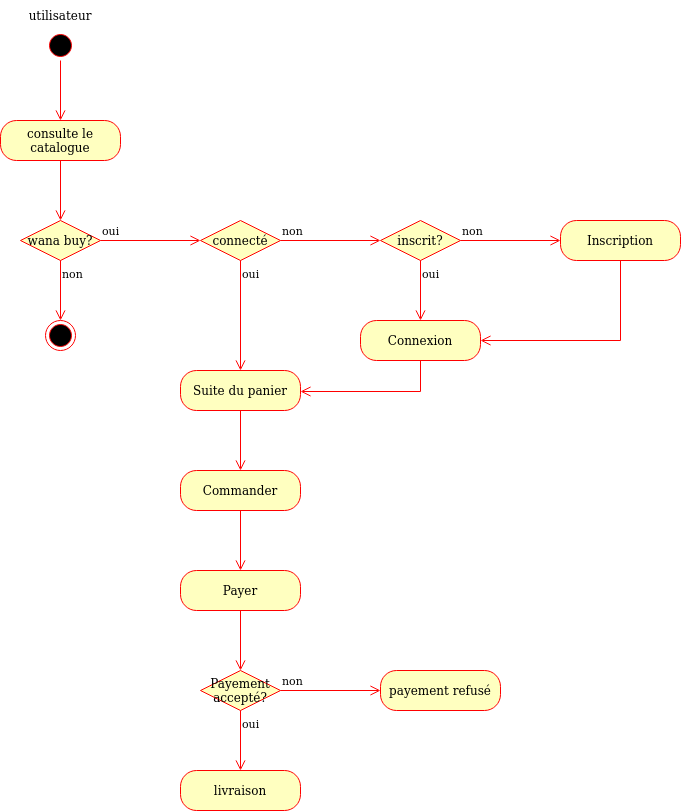 utilisateur
consulte le
catalogue
wana buy?
oui
connecté
non
inscrit?
non
Inscription
non
oui
oui
Connexion
Suite du panier
Commander
Payer
Payement
accepté?
non
payement refusé
oui
livraison